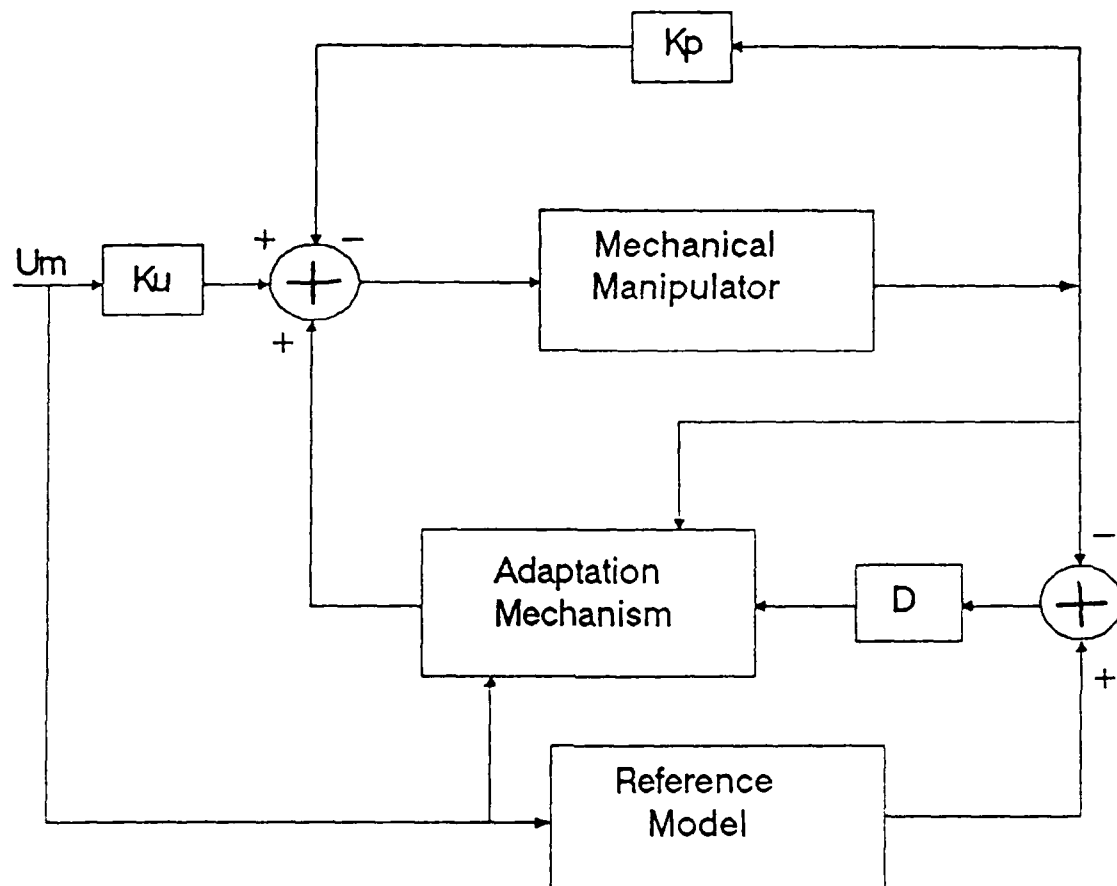 Kp
+ −
Um
Ku
+
Mechanical
Manipulator
+
−
Adaptation
Mechanism
D
+
+
Reference
Model